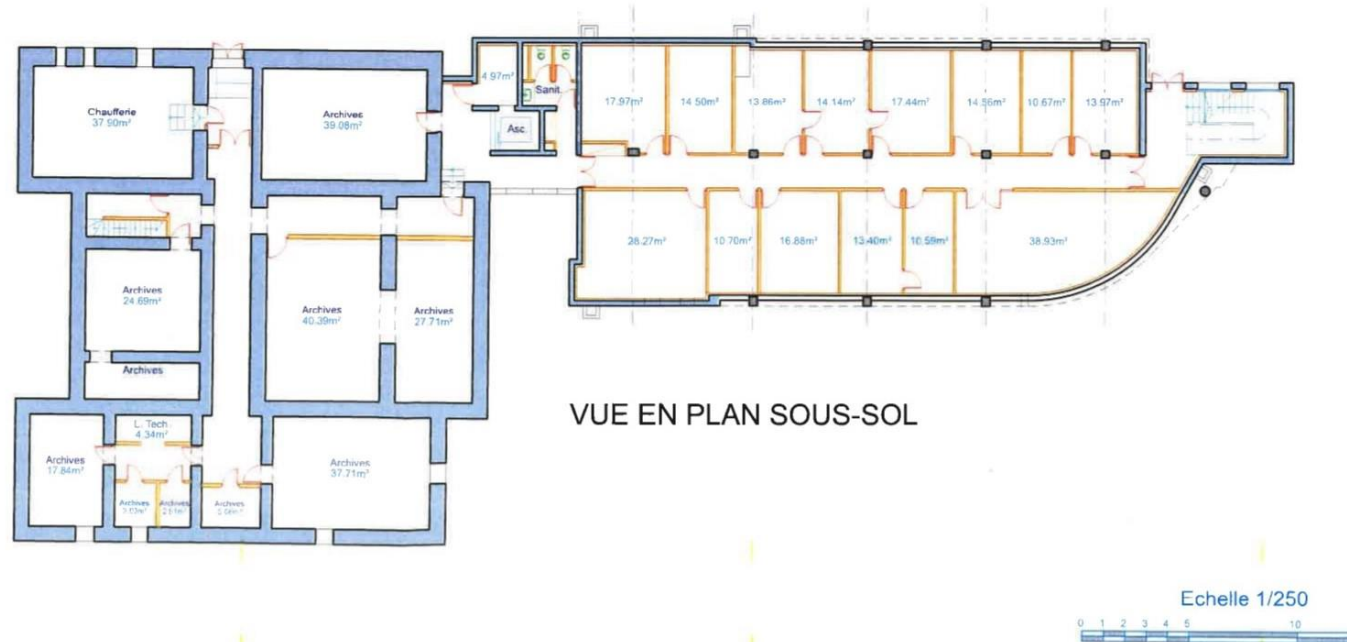 4.97m²
Sanit.
Asc.
Chaufferie
37.90m²
Archives
39.08m²
17.97m²
14.50m²
13.86m²
14.14m²
17.44m²
14.56m²
10.67m²
13.97m²
28.27m²
10.70m²
16.88m²
13.40m²
10.59m²
38.93m²
Archives
24.69m²
Archives
40.39m²
Archives
27.71m²
Archives
VUE EN PLAN SOUS-SOL
L. Tech.
4.34m²
Archives
17.84m²
Archives
37.71m²
Archives
Archives
Archives
Echelle 1/250
0 1 2 3 4 5 10